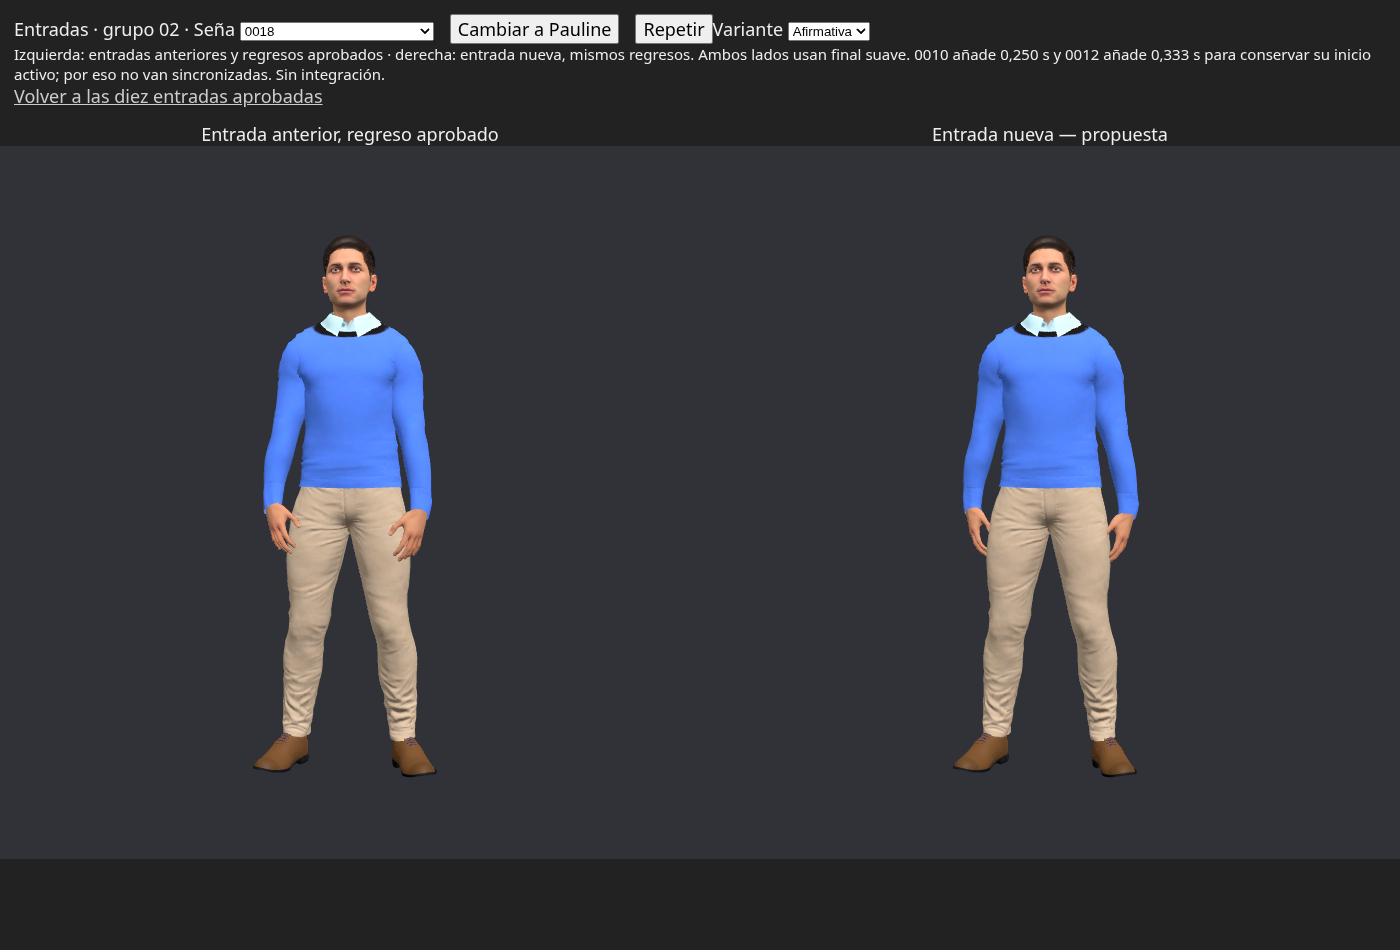 Entradas · grupo 02 · Seña 0018 Cambiar a Pauline Repetir Variante Afirmativa
Izquierda: entradas anteriores y regresos aprobados · derecha: entrada nueva, mismos regresos. Ambos lados usan final suave. 0010 añade 0,250 s y 0012 añade 0,333 s para conservar su inicio
activo; por eso no van sincronizadas. Sin integración.
Volver a las diez entradas aprobadas
Entrada anterior, regreso aprobado
Entrada nueva — propuesta